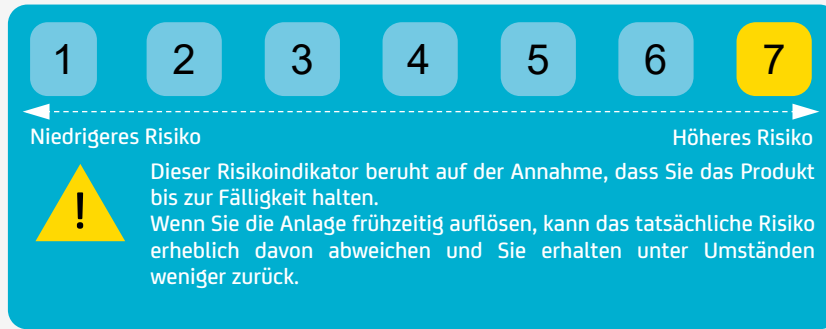 1 2 3 4 5 6 7
Niedrigeres Risiko Höheres Risiko
Dieser Risikoindikator beruht auf der Annahme, dass Sie das Produkt
bis zur Fälligkeit halten.
!
Wenn Sie die Anlage frühzeitig auflösen, kann das tatsächliche Risiko
erheblich davon abweichen und Sie erhalten unter Umständen
weniger zurück.